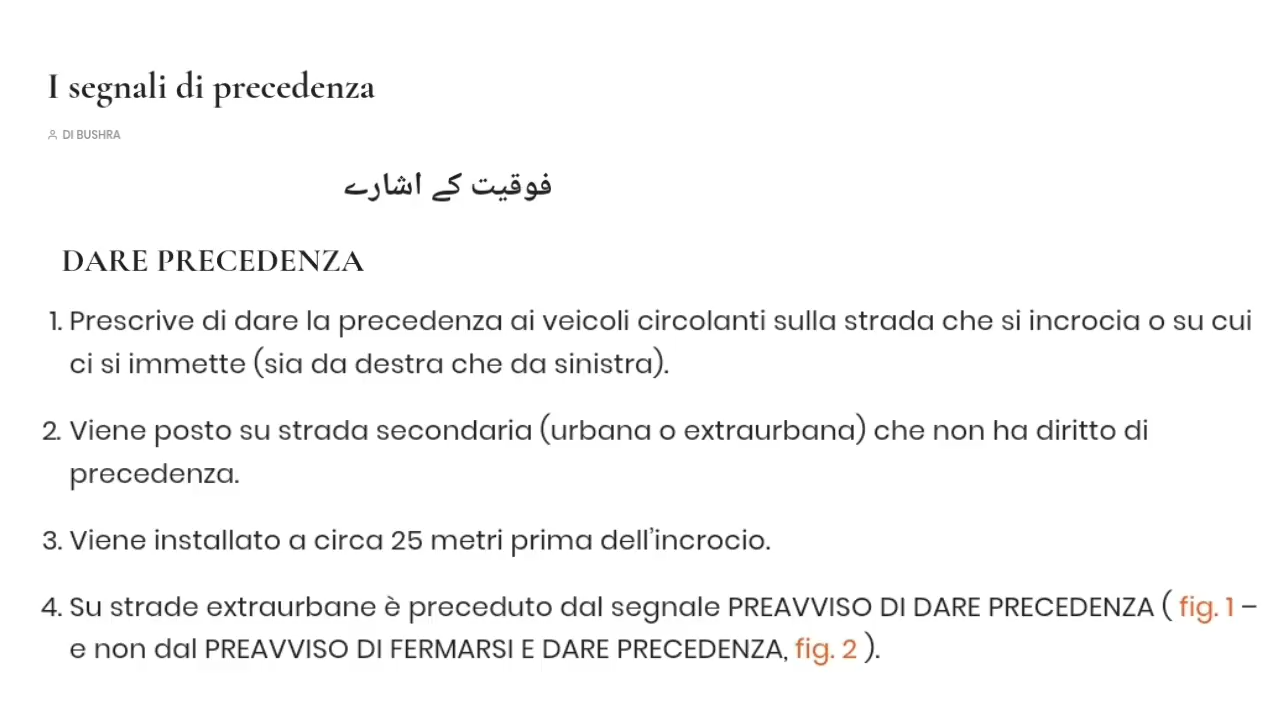 I segnali di precedenza
DI BUSHRA
فوقیت کے اشارے
DARE PRECEDENZA
1. Prescrive di dare la precedenza ai veicoli circolanti sulla strada che si incrocia o su cui
ci si immette (sia da destra che da sinistra).
2. Viene posto su strada secondaria (urbana o extraurbana) che non ha diritto di
precedenza.
3. Viene installato a circa 25 metri prima dell’incrocio.
4. Su strade extraurbane è preceduto dal segnale PREAVVISO DI DARE PRECEDENZA ( fig. 1 –
e non dal PREAVVISO DI FERMARSI E DARE PRECEDENZA, fig. 2 ).